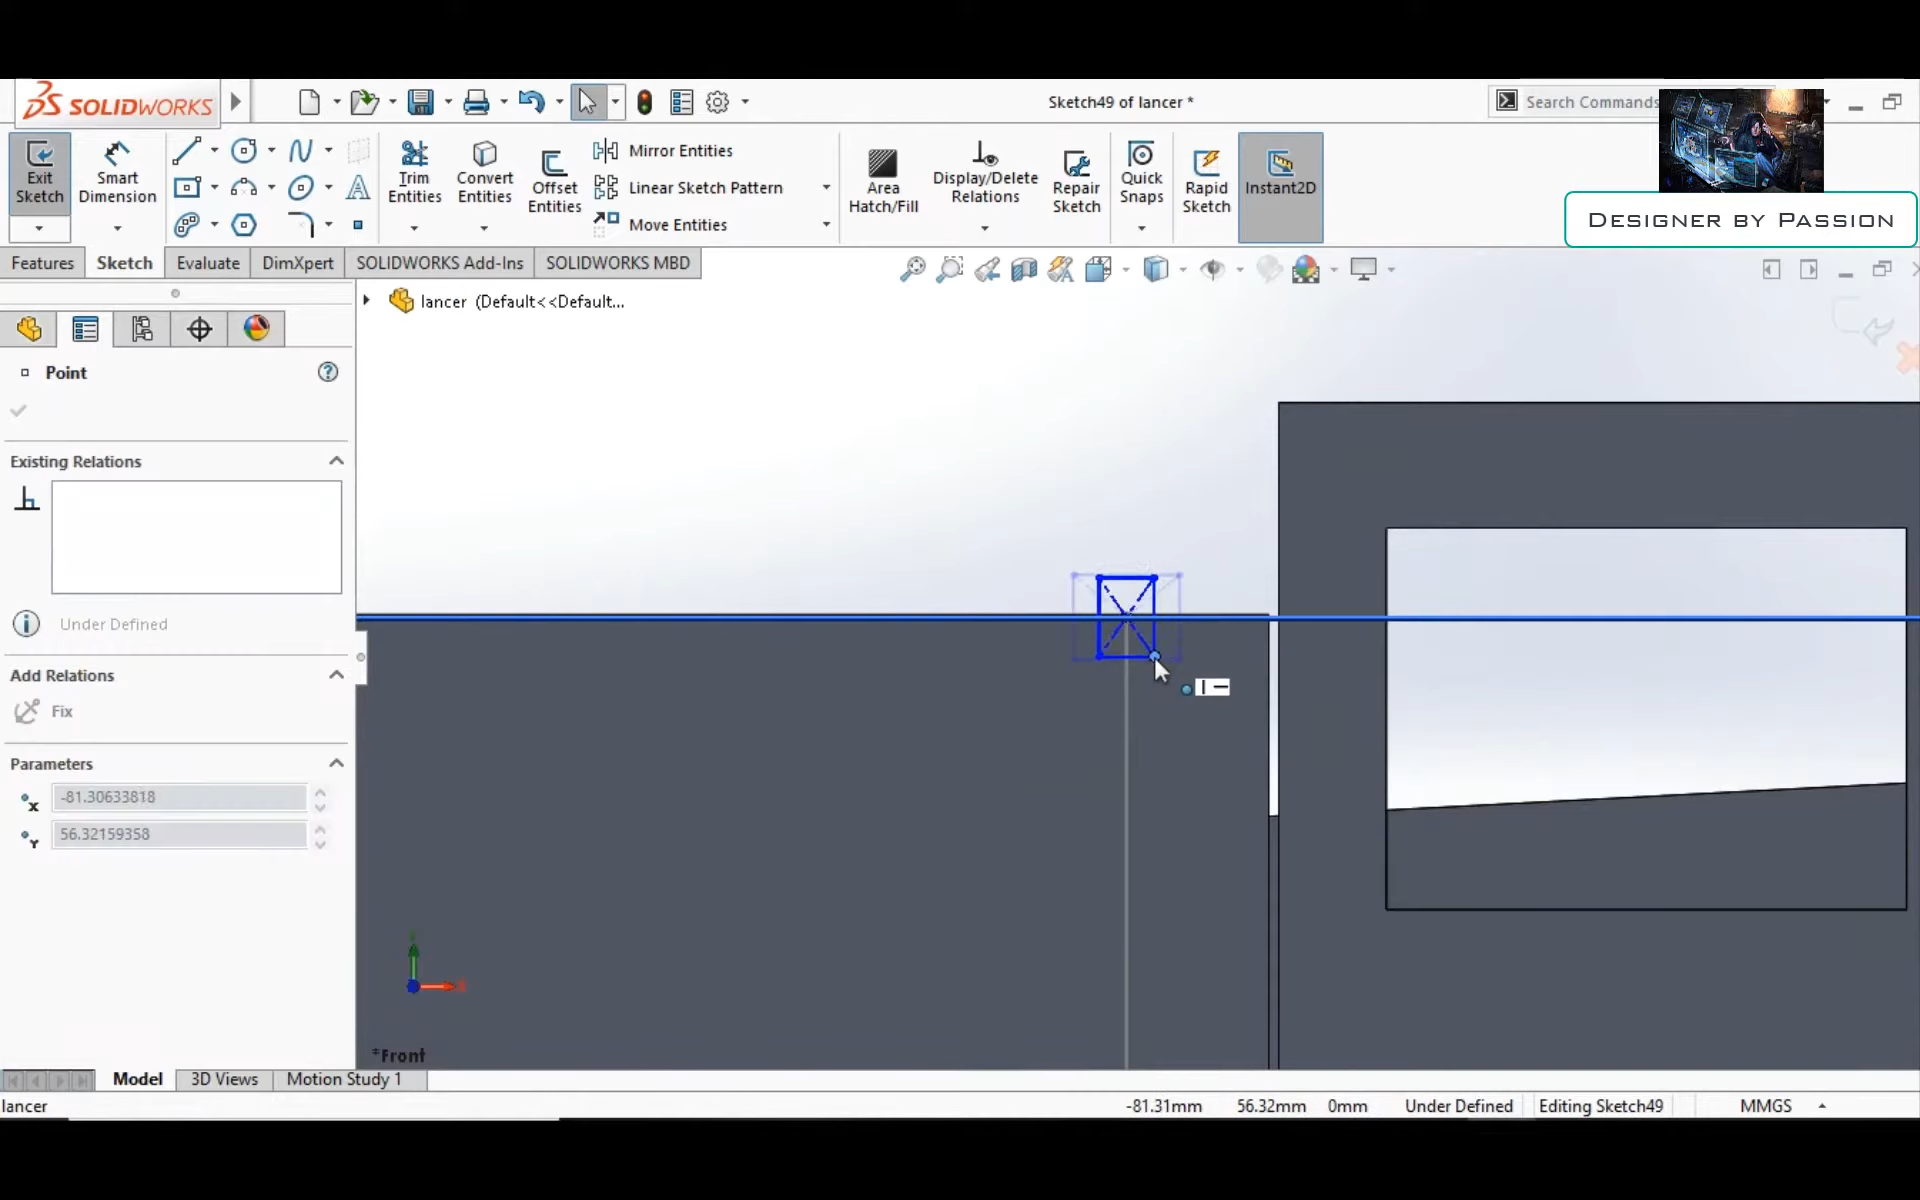 SOLIDWORKS
Sketch49 of lancer *
Search Commands
Exit Sketch
Smart Dimension
Trim Entities
Convert Entities
Offset Entities
Mirror Entities
Linear Sketch Pattern
Move Entities
Area Hatch/Fill
Display/Delete Relations
Repair Sketch
Quick Snaps
Rapid Sketch
Instant2D
DESIGNER BY PASSION
Features
Sketch
Evaluate
DimXpert
SOLIDWORKS Add-Ins
SOLIDWORKS MBD
lancer (Default<<Default...
Point
Existing Relations
Under Defined
Add Relations
Fix
Parameters
X
-81.30633818
Y
56.32159358
*Front
Model
3D Views
Motion Study 1
lancer
-81.31mm
56.32mm
0mm
Under Defined
Editing Sketch49
MMGS